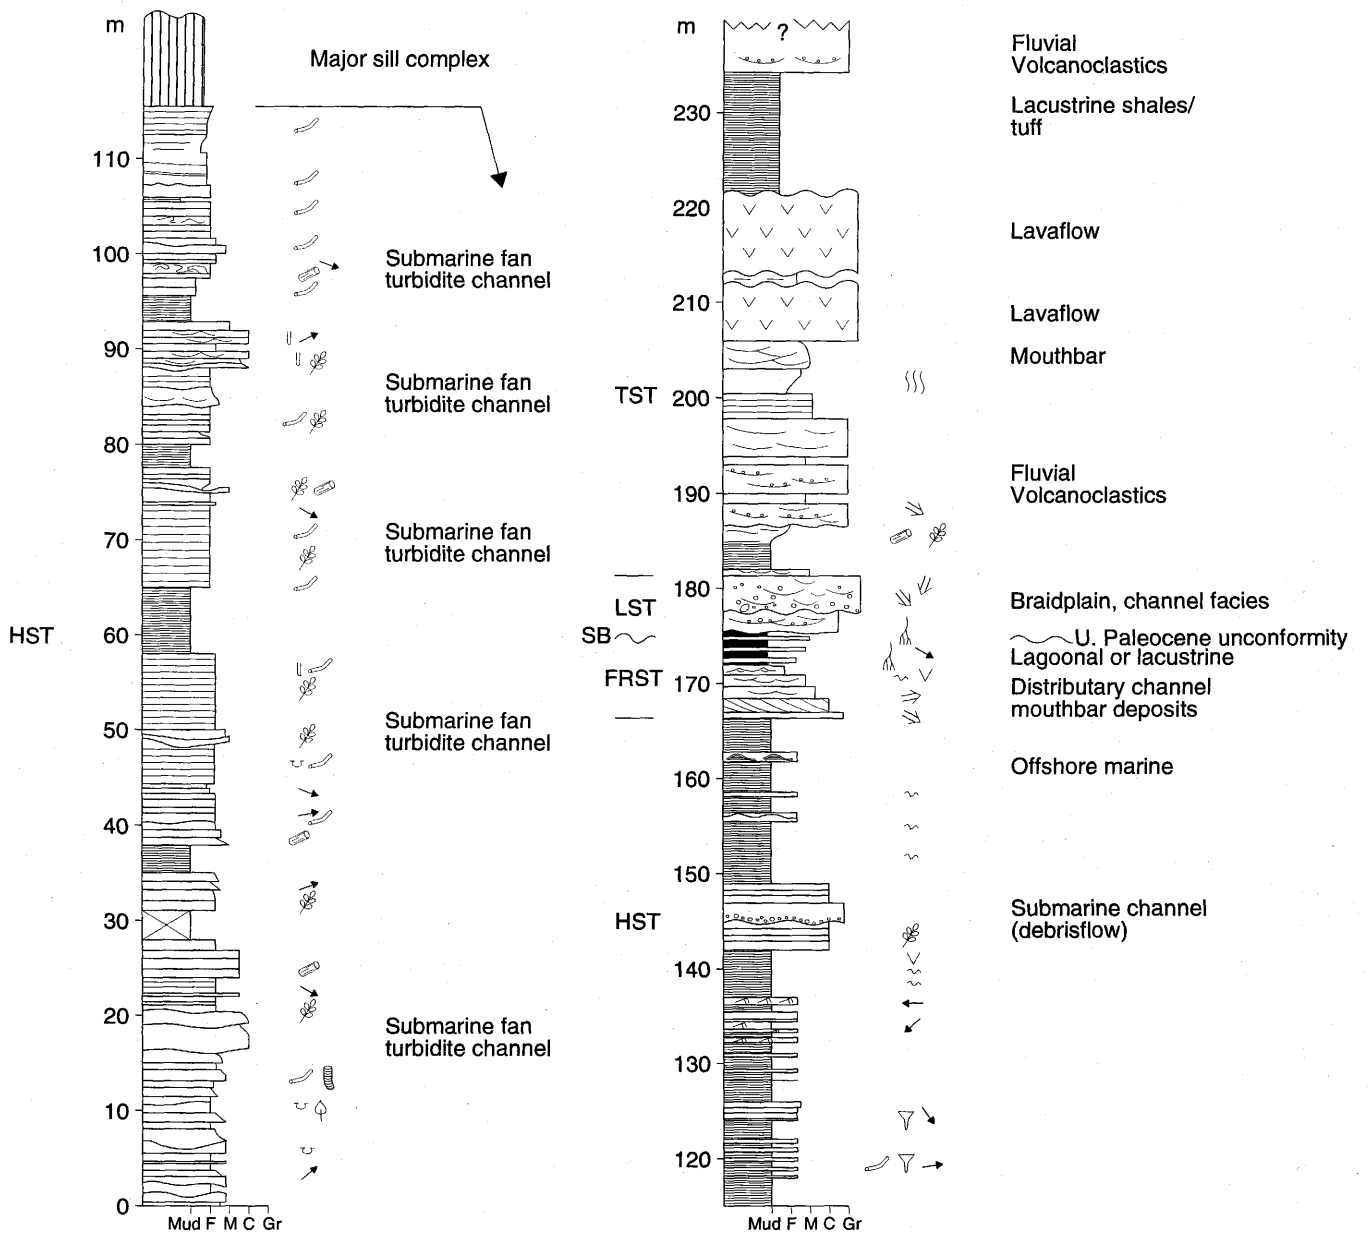 m
Major sill complex
110
100
Submarine fan
turbidite channel
90
Submarine fan
turbidite channel
80
70
Submarine fan
turbidite channel
HST
60
50
Submarine fan
turbidite channel
40
30
20
Submarine fan
turbidite channel
10
0
Mud F M C Gr
m
?
Fluvial
Volcanoclastics
230
Lacustrine shales/
tuff
220
Lavaflow
210
Lavaflow
Mouthbar
TST
200
190
Fluvial
Volcanoclastics
180
LST
Braidplain, channel facies
SB
U. Paleocene unconformity
Lagoonal or lacustrine
FRST
170
Distributary channel
mouthbar deposits
160
Offshore marine
150
HST
Submarine channel
(debrisflow)
140
130
120
Mud F M C Gr